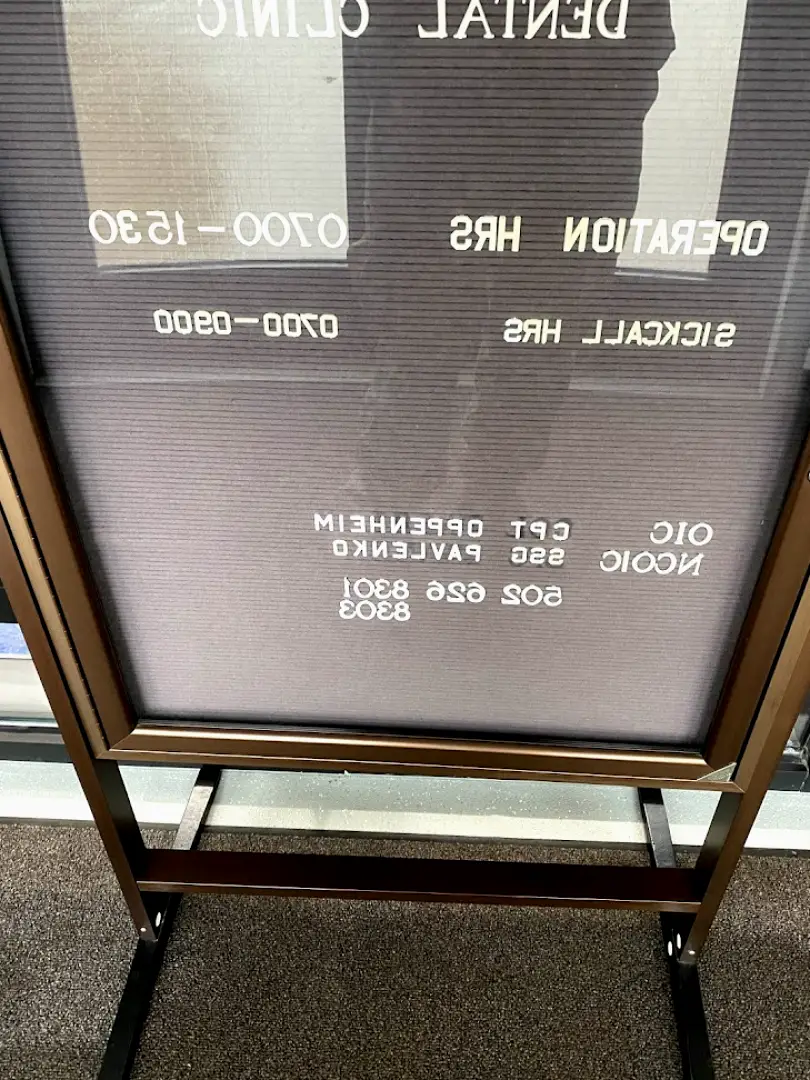 DENTAL CLINIC
OPERATION HRS 0700-1530
SICKCALL HRS 0700-0900
OIC CPT OPPENHEIM
NCOIC SSG PAVLENKO
502 626 8301
8303